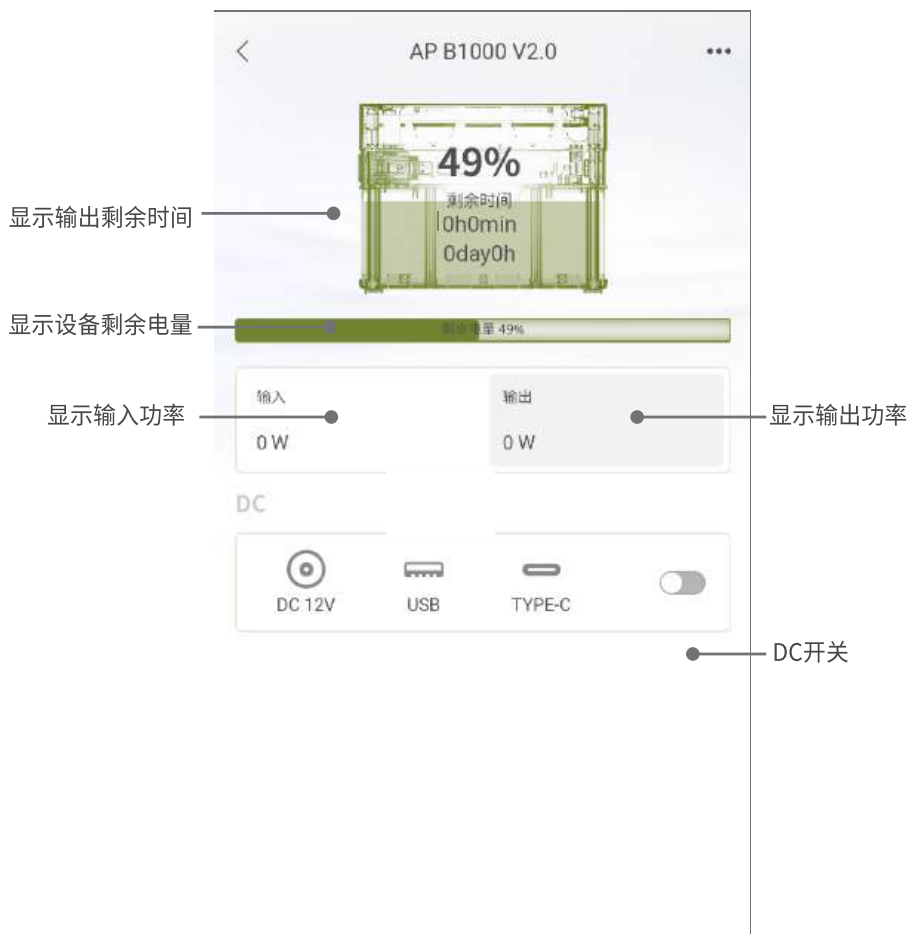 AP B1000 V2.0
49%
剩余时间
0h0min
0day0h
显示输出剩余时间
显示设备剩余电量
剩余电量 49%
显示输入功率
输入
0 W
输出
0 W
显示输出功率
DC
DC 12V
USB
TYPE-C
DC开关